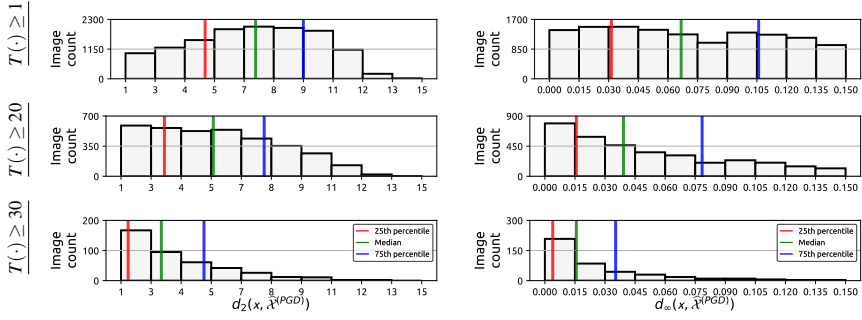 T(·) ≥ 1
Image count
2300
1150
0
1 3 4 5 7 8 9 11 12 13 15
Image count
1700
850
0
0.000 0.015 0.030 0.045 0.060 0.075 0.090 0.105 0.120 0.135 0.150
T(·) ≥ 20
Image count
700
350
0
1 3 4 5 7 8 9 11 12 13 15
Image count
900
450
0
0.000 0.015 0.030 0.045 0.060 0.075 0.090 0.105 0.120 0.135 0.150
T(·) ≥ 30
Image count
200
100
0
25th percentile
Median
75th percentile
1 3 4 5 7 8 9 11 12 13 15
d₂(x, X̂⁽ᴾᴳᴰ⁾)
Image count
300
150
0
25th percentile
Median
75th percentile
0.000 0.015 0.030 0.045 0.060 0.075 0.090 0.105 0.120 0.135 0.150
d∞(x, X̂⁽ᴾᴳᴰ⁾)